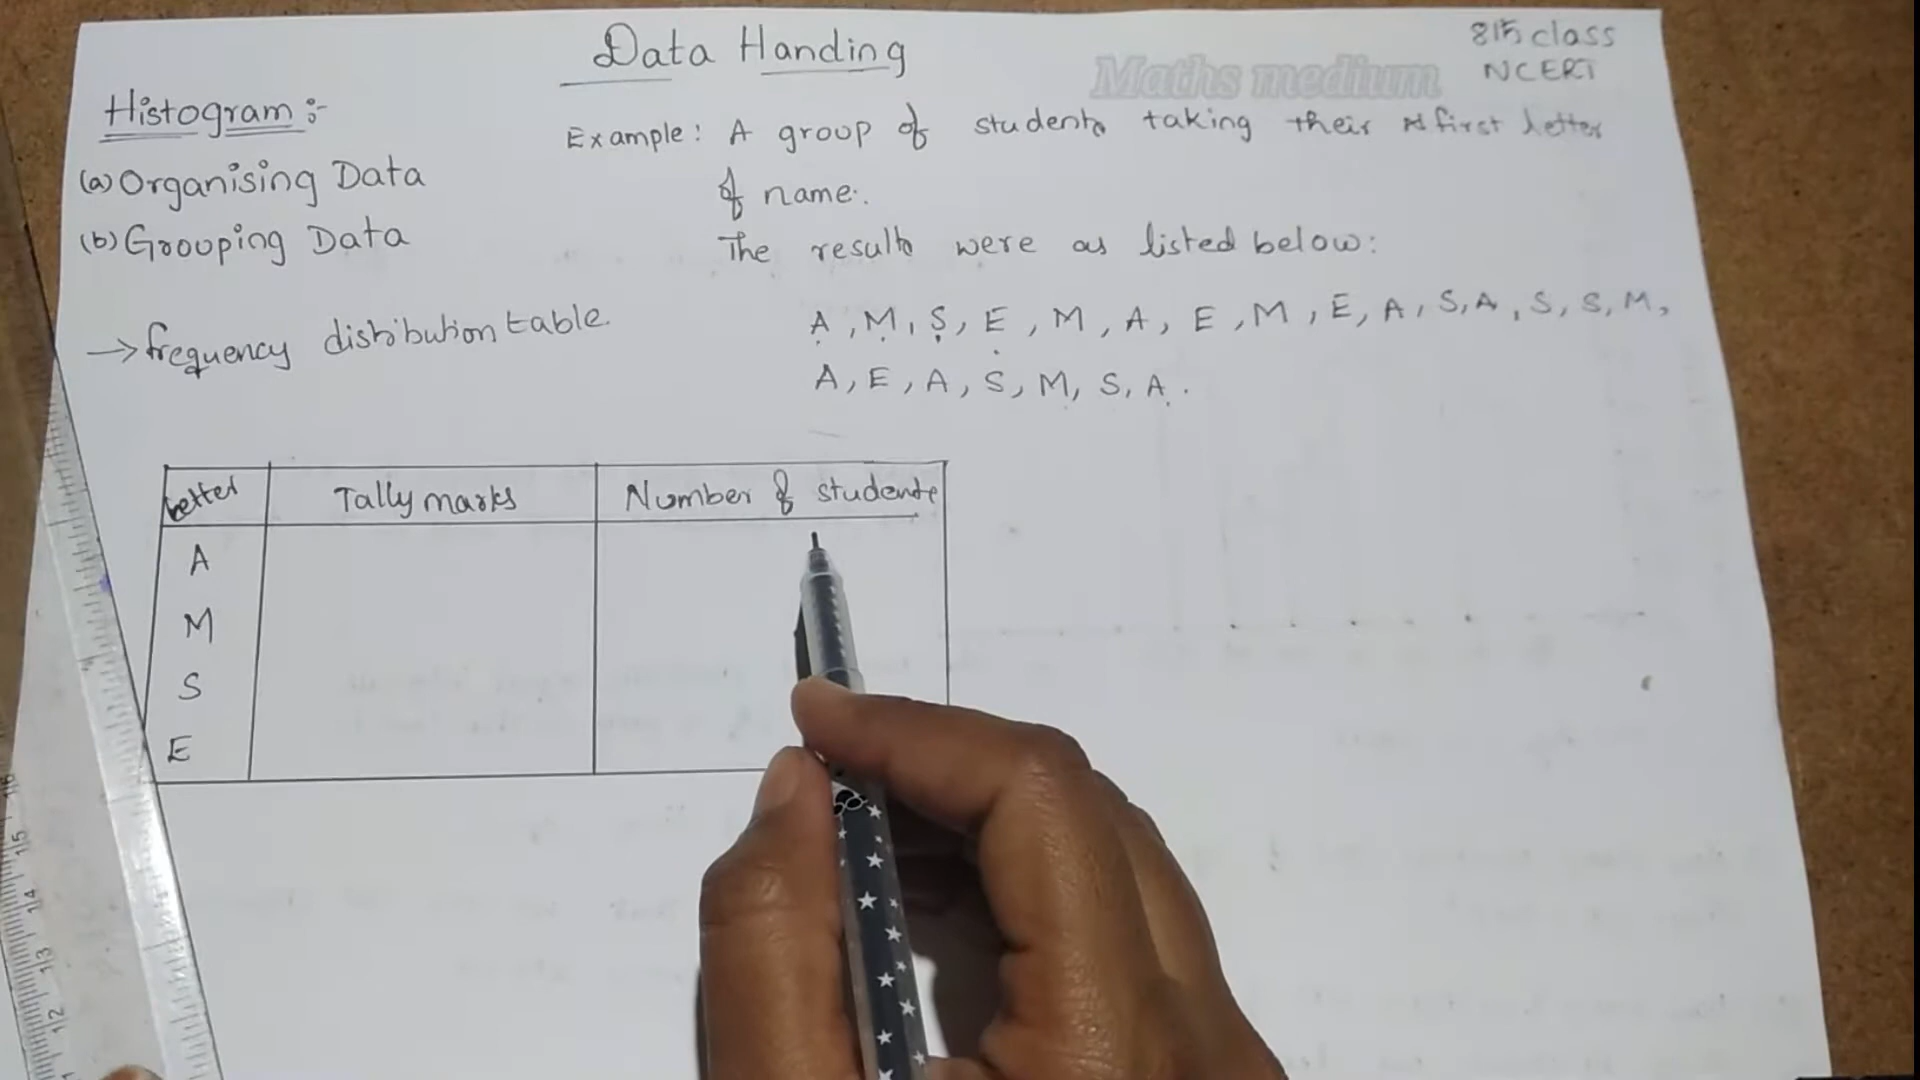 Data Handing
8th class
NCERT
Maths medium
Histogram :-
(a) Organising Data
(b) Groouping Data
→ frequency distribution table.
Example: A group of students taking their first letter
of name.
The results were as listed below:
A, M, S, E, M, A, E, M, E, A, S, A, S, S, M,
A, E, A, S, M, S, A.
Letter Tally marks Number of students
A
M
S
E
16
15
14
13
12